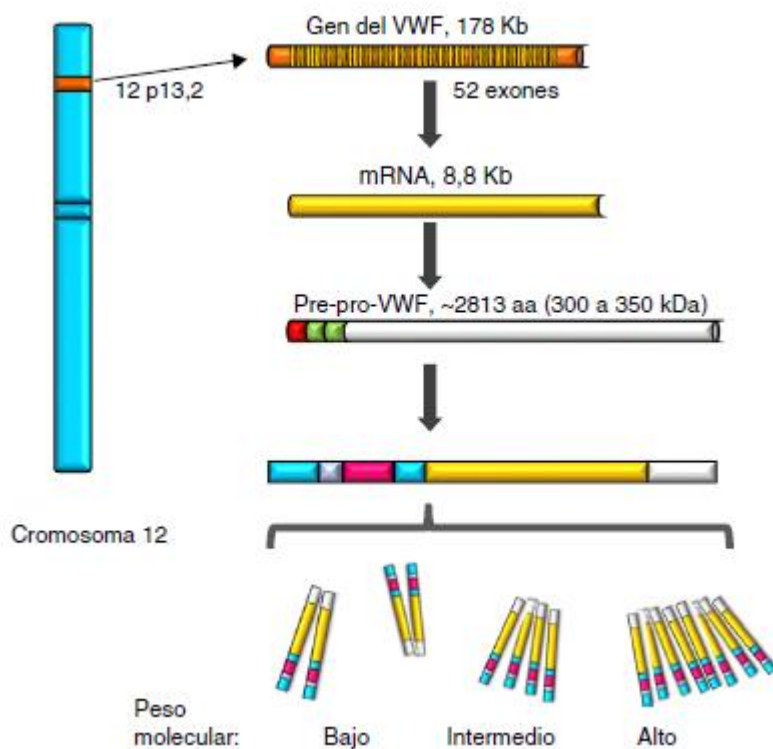 Gen del VWF, 178 Kb
12 p13,2
52 exones
mRNA, 8,8 Kb
Pre-pro-VWF, ~2813 aa (300 a 350 kDa)
Cromosoma 12
Peso
molecular: Bajo Intermedio Alto